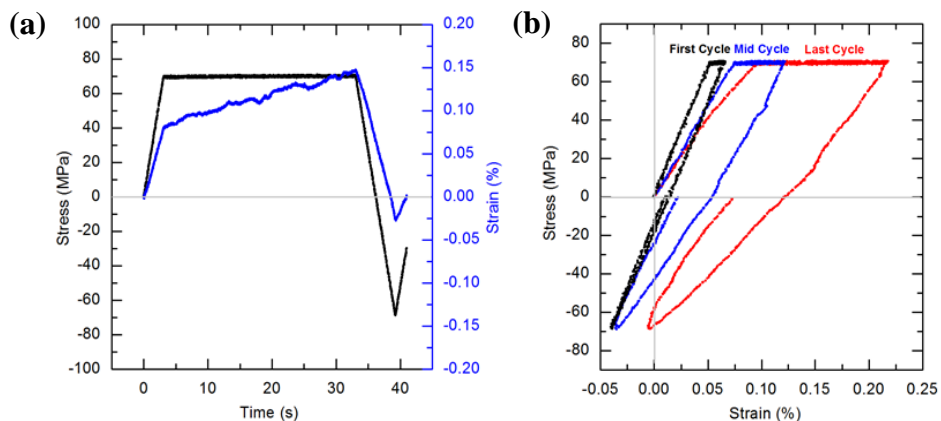 (a)
100
80
60
40
20
0
-20
-40
-60
-80
-100
Stress (MPa)
0.20
0.15
0.10
0.05
0.00
-0.05
-0.10
-0.15
0.20
Strain (%)
0 10 20 30 40
Time (s)
(b)
First Cycle Mid Cycle Last Cycle
80
60
40
20
0
-20
-40
-60
-80
Stress (MPa)
-0.05 0.00 0.05 0.10 0.15 0.20 0.25
Strain (%)